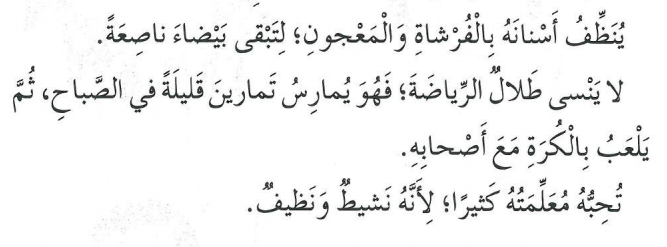 يُنَظِّفُ أَسْنانَهُ بِالْفُرْشاةِ وَالْمَعْجونِ؛ لِتَبْقى بَيْضاءَ ناصِعَةً.
لا يَنْسى طَلالٌ الرِّياضَةَ؛ فَهُوَ يُمارِسُ تَمارينَ قَليلَةً في الصَّباحِ، ثُمَّ
يَلْعَبُ بِالْكُرَةِ مَعَ أَصْحابِهِ.
تُحِبُّهُ مُعَلِّمَتُهُ كَثيرًا؛ لِأَنَّهُ نَشيطٌ وَنَظيفٌ.